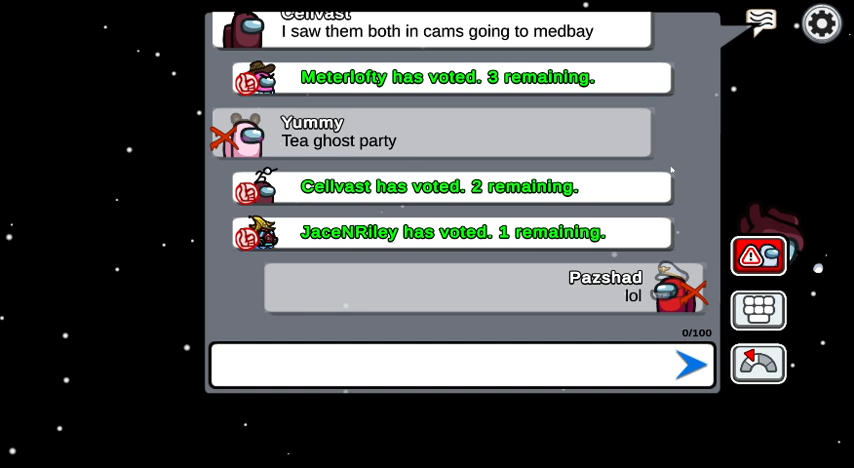 Cellvast
I saw them both in cams going to medbay
Meterlofty has voted. 3 remaining.
Yummy
Tea ghost party
Cellvast has voted. 2 remaining.
JaceNRiley has voted. 1 remaining.
Pazshad
lol
0/100